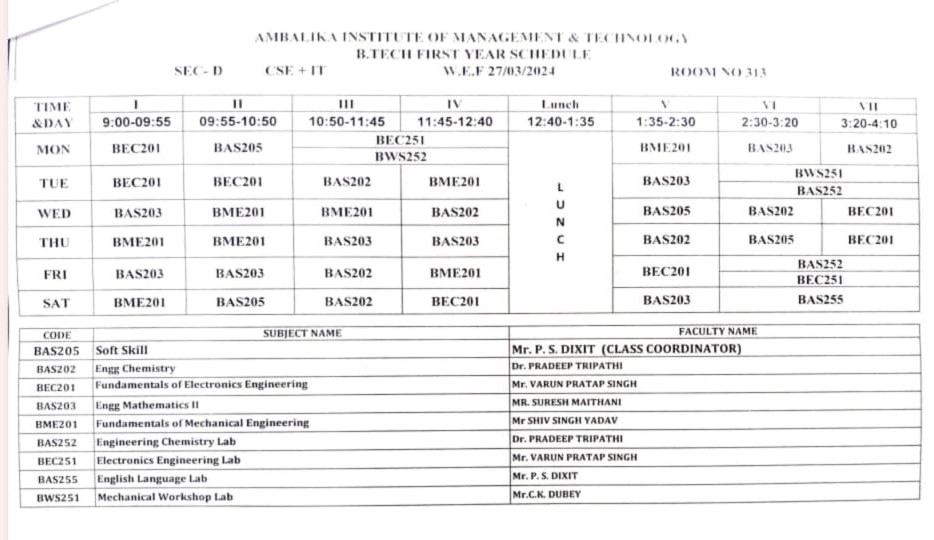 AMBALIKA INSTITUTE OF MANAGEMENT & TECHNOLOGY
B.TECH FIRST YEAR SCHEDULE
SEC- D CSE + IT W.E.F 27/03/2024 ROOM NO 313
TIME &DAY I II III IV Lunch V VI VII
9:00-09:55 09:55-10:50 10:50-11:45 11:45-12:40 12:40-1:35 1:35-2:30 2:30-3:20 3:20-4:10
MON BEC201 BAS205 BEC251 BME201 BAS203 BAS202
BWS252
TUE BEC201 BEC201 BAS202 BME201 BAS203 BWS251
BAS252
WED BAS203 BME201 BME201 BAS202 BAS205 BAS202 BEC201
THU BME201 BME201 BAS203 BAS203 BAS202 BAS205 BEC201
FRI BAS203 BAS203 BAS202 BME201 BEC201 BAS252
BEC251
SAT BME201 BAS205 BAS202 BEC201 BAS203 BAS255
L
U
N
C
H
CODE SUBJECT NAME FACULTY NAME
BAS205 Soft Skill Mr. P. S. DIXIT (CLASS COORDINATOR)
BAS202 Engg Chemistry Dr. PRADEEP TRIPATHI
BEC201 Fundamentals of Electronics Engineering Mr. VARUN PRATAP SINGH
BAS203 Engg Mathematics II MR. SURESH MAITHANI
BME201 Fundamentals of Mechanical Engineering Mr SHIV SINGH YADAV
BAS252 Engineering Chemistry Lab Dr. PRADEEP TRIPATHI
BEC251 Electronics Engineering Lab Mr. VARUN PRATAP SINGH
BAS255 English Language Lab Mr. P. S. DIXIT
BWS251 Mechanical Workshop Lab Mr.C.K. DUBEY